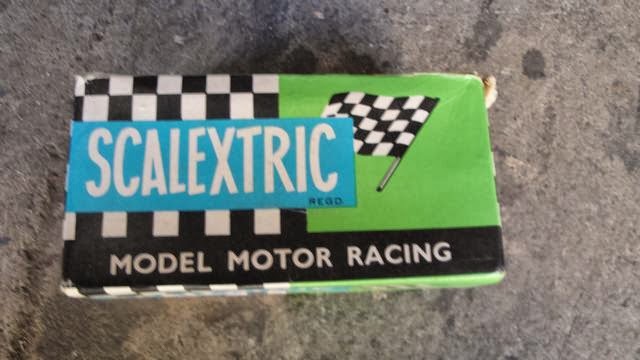 SCALEXTRIC
REGD.
MODEL MOTOR RACING